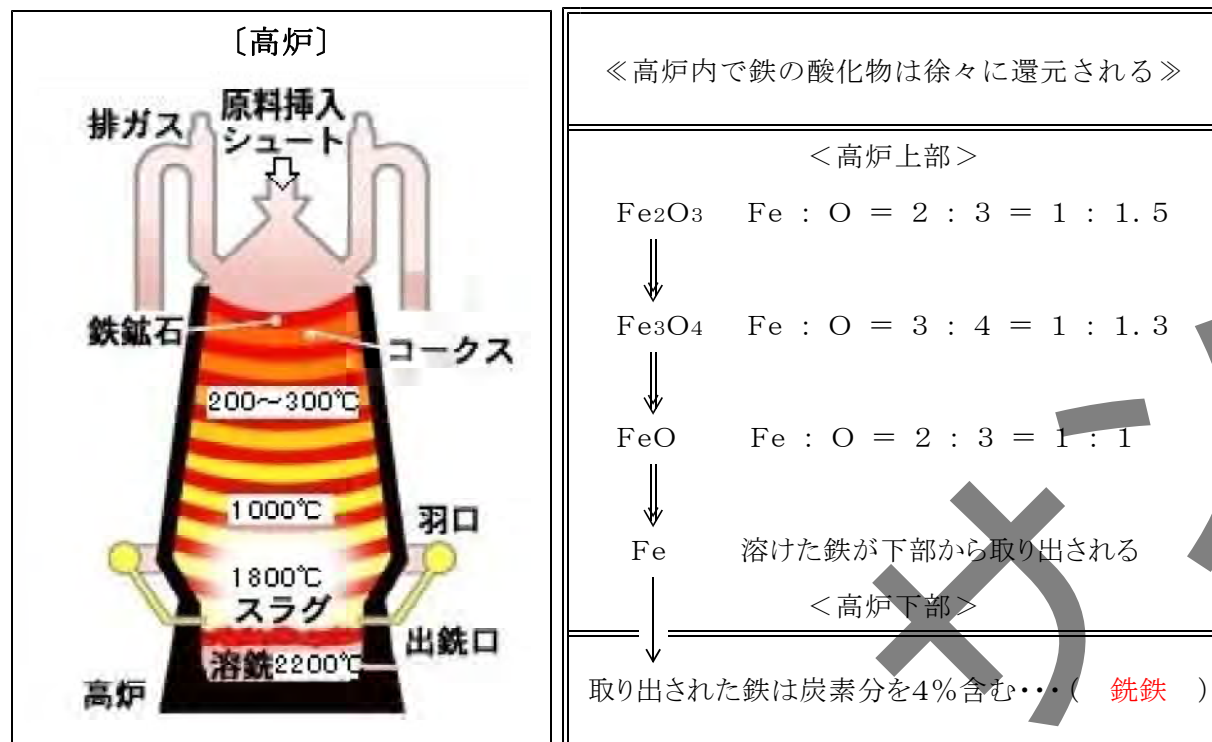 〔高炉〕
原料挿入
シュート
排ガス
鉄鉱石
コークス
200～300℃
1000℃
羽口
1800℃
スラグ
出銑口
溶銑2200℃
高炉
≪高炉内で鉄の酸化物は徐々に還元される≫
＜高炉上部＞
Fe₂O₃ Fe : O = 2 : 3 = 1 : 1.5
Fe₃O₄ Fe : O = 3 : 4 = 1 : 1.3
FeO Fe : O = 2 : 3 = 1 : 1
Fe 溶けた鉄が下部から取り出される
＜高炉下部＞
取り出された鉄は炭素分を4％含む・・・( 銑鉄 )